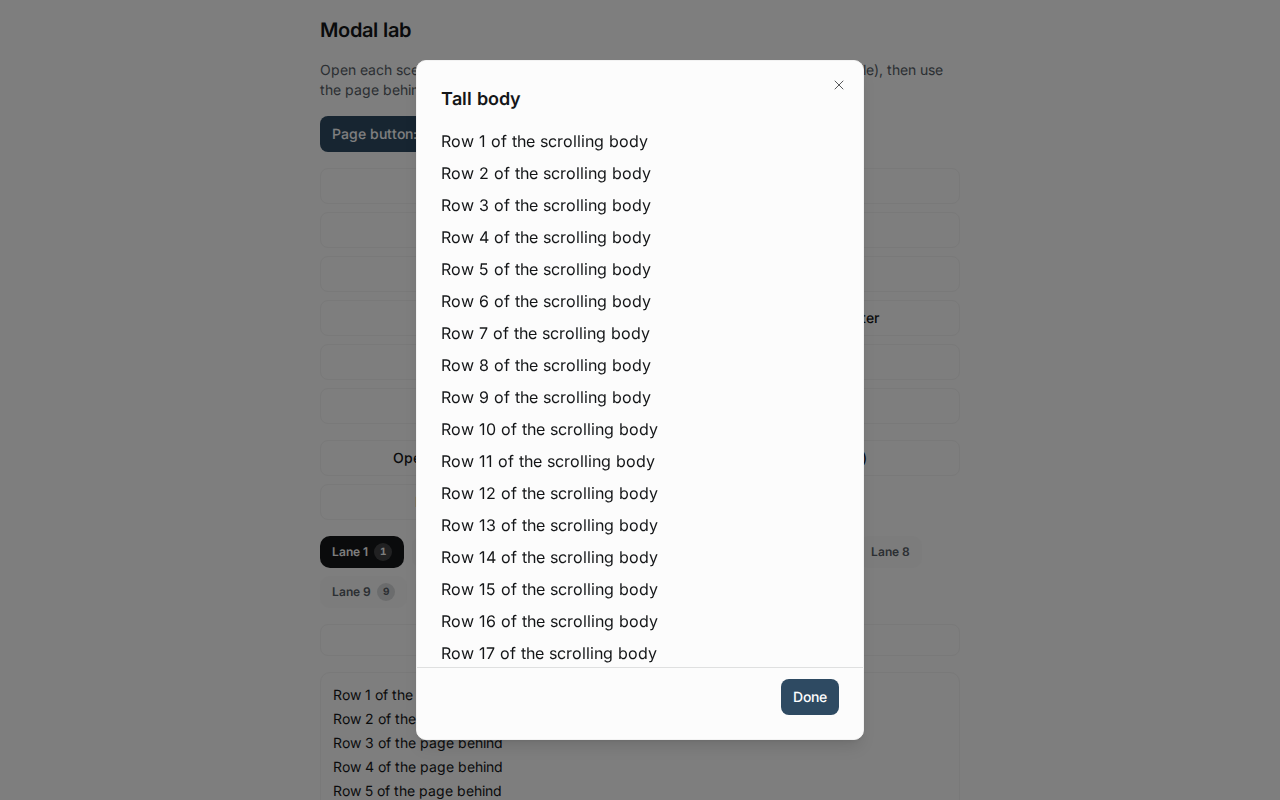 Modal lab
Open each sce
le), then use
the page behin
Page button:
Tall body
Row 1 of the scrolling body
Row 2 of the scrolling body
Row 3 of the scrolling body
Row 4 of the scrolling body
Row 5 of the scrolling body
Row 6 of the scrolling body
Row 7 of the scrolling body
Row 8 of the scrolling body
Row 9 of the scrolling body
Row 10 of the scrolling body
Row 11 of the scrolling body
Row 12 of the scrolling body
Row 13 of the scrolling body
Row 14 of the scrolling body
Row 15 of the scrolling body
Row 16 of the scrolling body
Row 17 of the scrolling body
Done
ter
Ope
)
Lane 1 1
Lane 8
Lane 9 9
Row 1 of the
Row 2 of the
Row 3 of the page behind
Row 4 of the page behind
Row 5 of the page behind